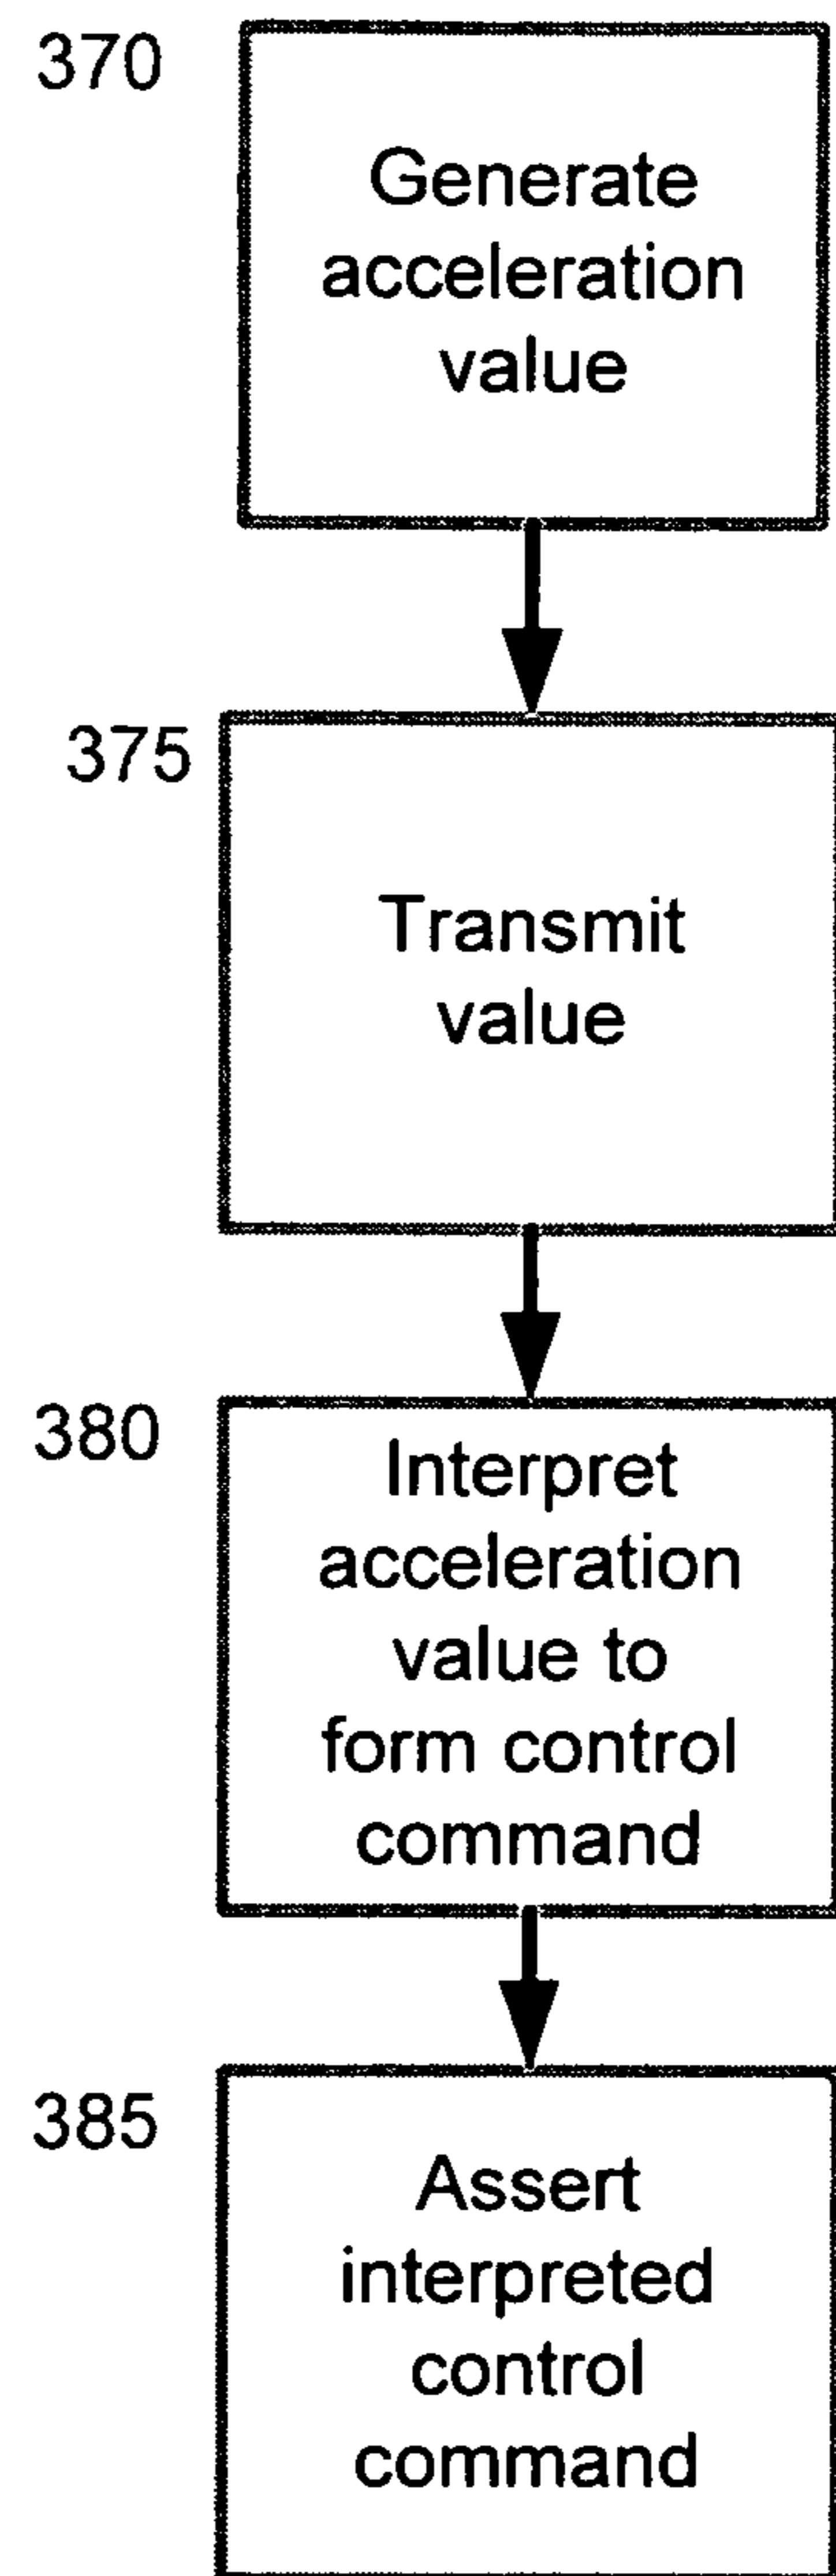 370
Generate
acceleration
value
375
Transmit
value
380
Interpret
acceleration
value to
form control
command
385
Assert
interpreted
control
command